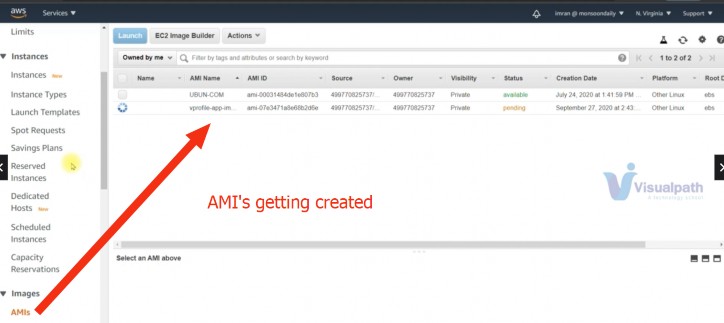 aws
Services
imran @ morsoondaily
N. Virginia
Support
Limits
Launch
EC2 Image Builder
Actions
Owned by me
Filter by tags and attributes or search by keyword
1 to 2 of 2
Name
AMI Name
AMI ID
Source
Owner
Visibility
Status
Creation Date
Platform
Root D
UBUN-COM
499770825737/...
499770825737
Private
available
July 24, 2020 at 1:41:59 PM
Other Linux
ebs
vprofile-app-im...
ami-07e3471a8e68b2d6e
499770825737/...
499770825737
Private
pending
September 27, 2020 at 2:43...
Other Linux
ebs
Instances
Instances New
Instance Types
Launch Templates
Spot Requests
Savings Plans
Reserved
Instances
Dedicated
Hosts New
Scheduled
Instances
Capacity
Reservations
Images
AMIs
AMI's getting created
Visualpath
Select an AMI above